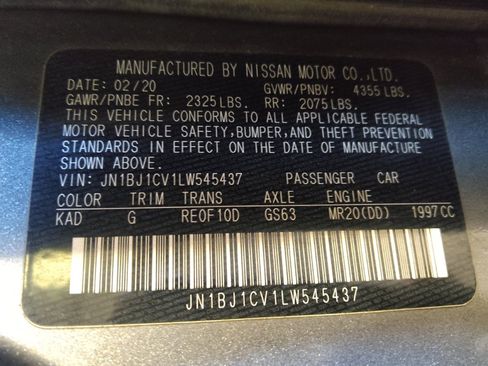 MANUFACTURED BY NISSAN MOTOR CO.,LTD.
DATE: 02/20 GVWR/PNBV: 4355 LBS.
GAWR/PNBE FR: 2325 LBS. RR: 2075 LBS.
THIS VEHICLE CONFORMS TO ALL APPLICABLE FEDERAL
MOTOR VEHICLE SAFETY, BUMPER, AND THEFT PREVENTION
STANDARDS IN EFFECT ON THE DATE OF MANUFACTURE
SHOWN ABOVE.
VIN: JN1BJ1CV1LW545437 PASSENGER CAR
COLOR TRIM TRANS AXLE ENGINE
KAD G RE0F10D GS63 MR20(DD) 1997CC
JN1BJ1CV1LW545437